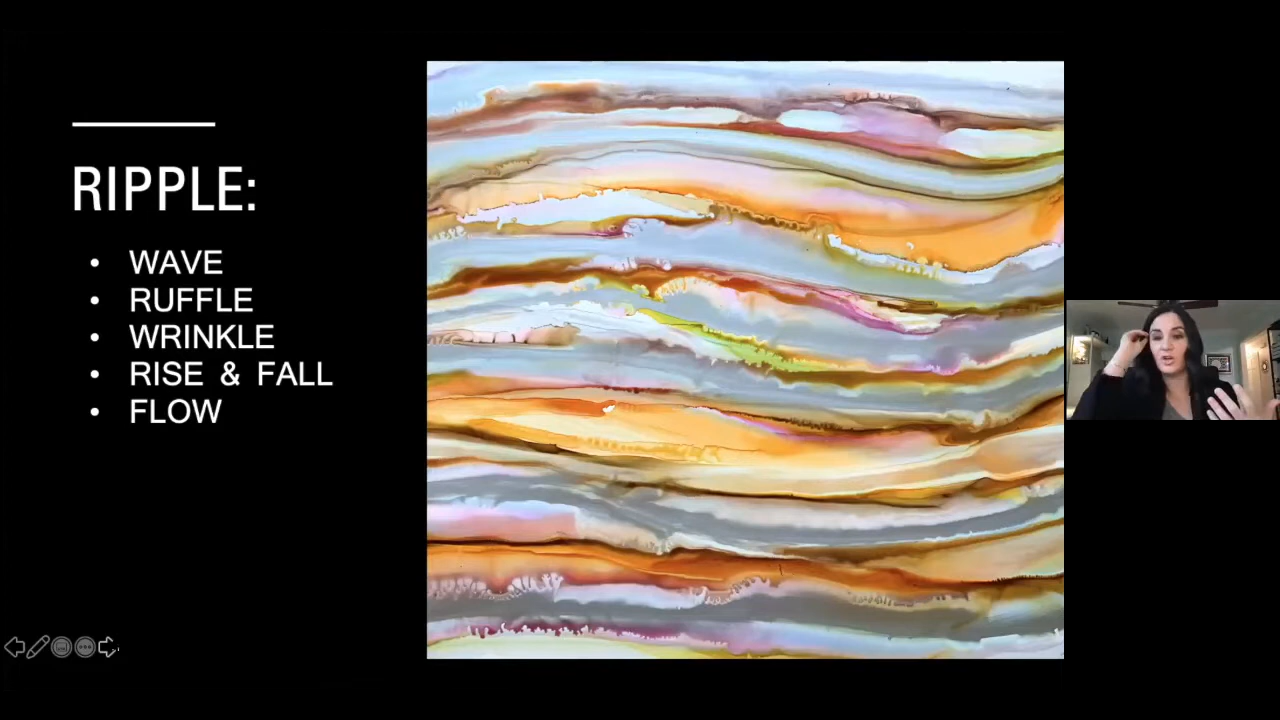 RIPPLE:
• WAVE
• RUFFLE
• WRINKLE
• RISE & FALL
• FLOW